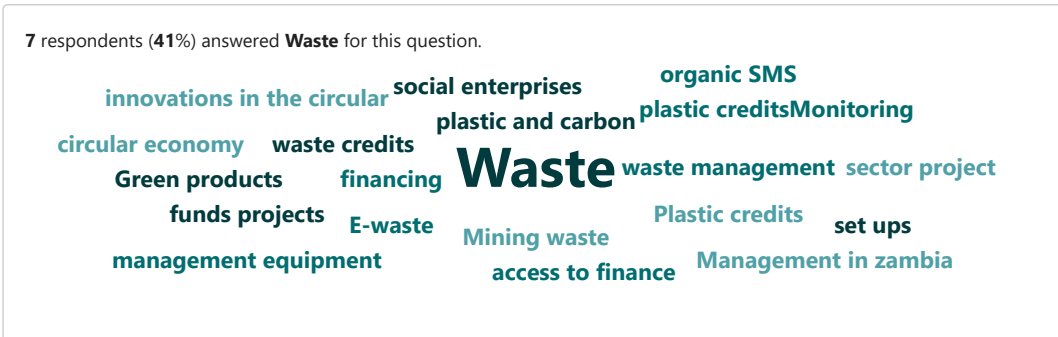 7 respondents (41%) answered Waste for this question.
organic SMS
innovations in the circular
social enterprises
plastic creditsMonitoring
plastic and carbon
circular economy
waste credits
Waste
waste management
sector project
Green products
financing
funds projects
E-waste
Plastic credits
set ups
Mining waste
management equipment
access to finance
Management in zambia